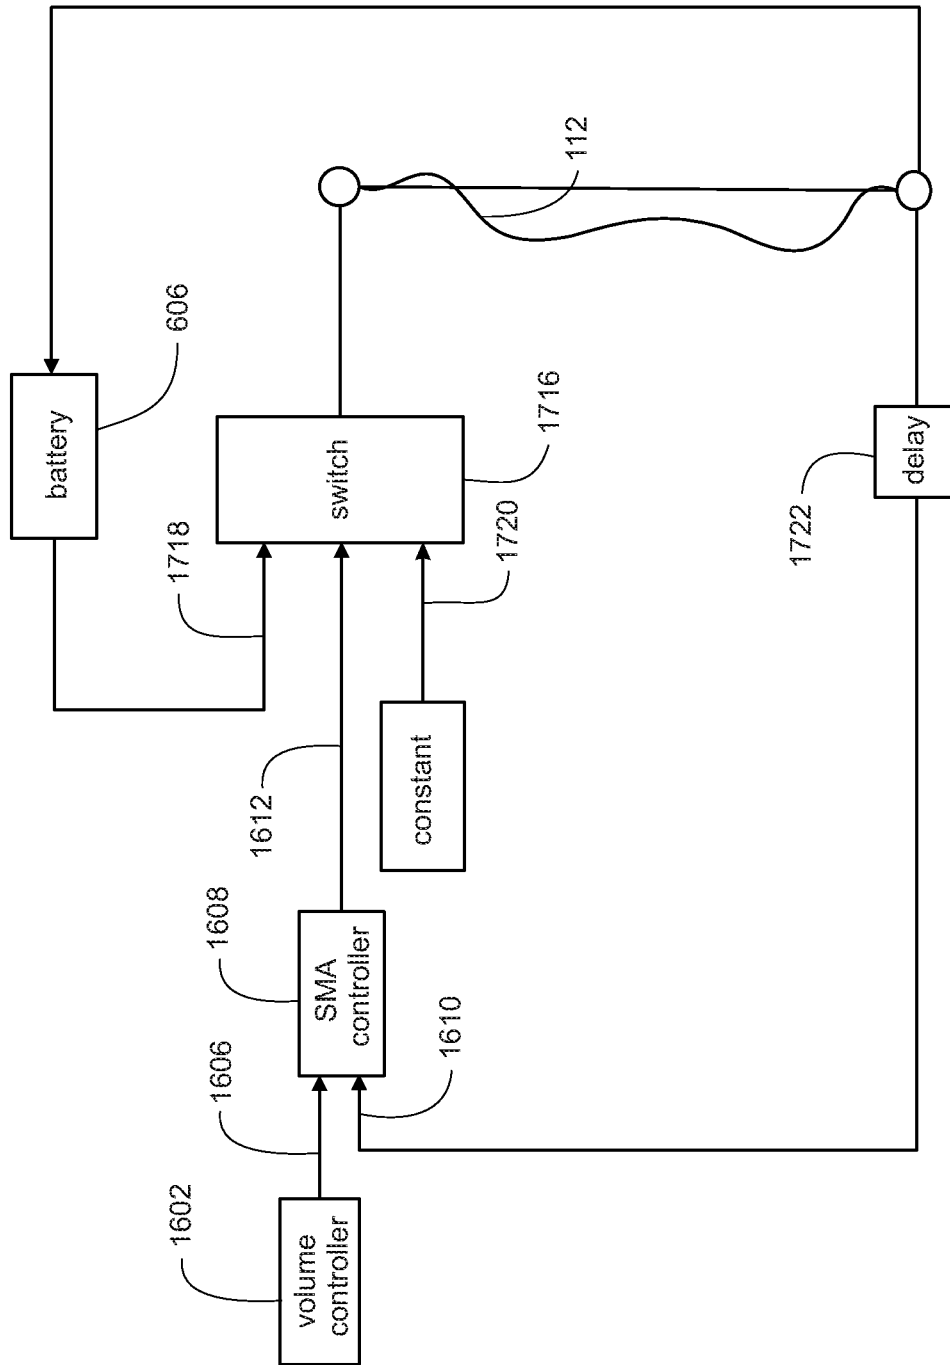 battery
606
1602
1718
1606
1608
1612
volume
controller
SMA
controller
switch
constant
1610
1720
1716
112
1722
delay